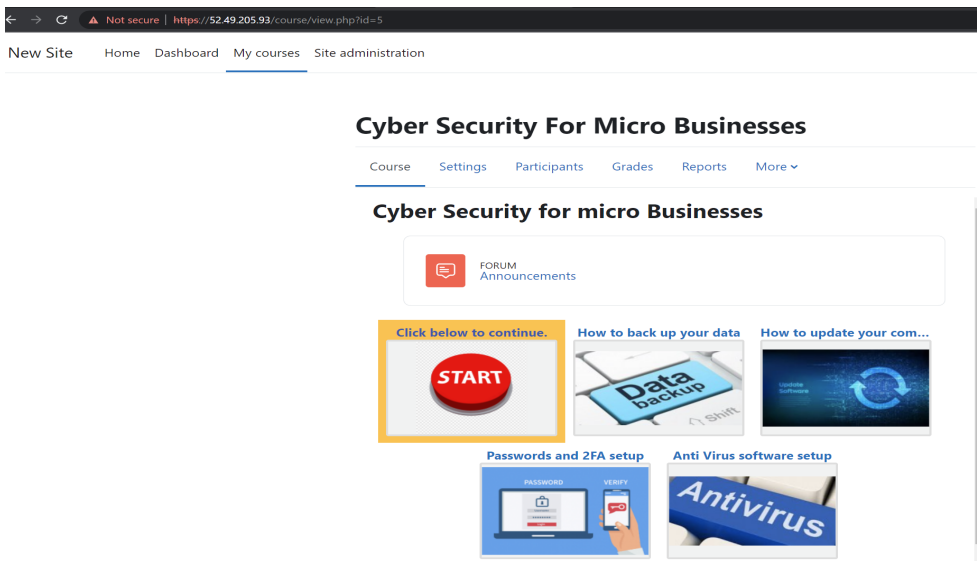 Not secure | https://52.49.205.93/course/view.php?id=5
New Site Home Dashboard My courses Site administration
Cyber Security For Micro Businesses
Course Settings Participants Grades Reports More
Cyber Security for micro Businesses
FORUM
Announcements
Click below to continue. How to back up your data How to update your com...
START
Data
backup
Shift
Update
Software
Passwords and 2FA setup Anti Virus software setup
PASSWORD VERIFY
Antivirus